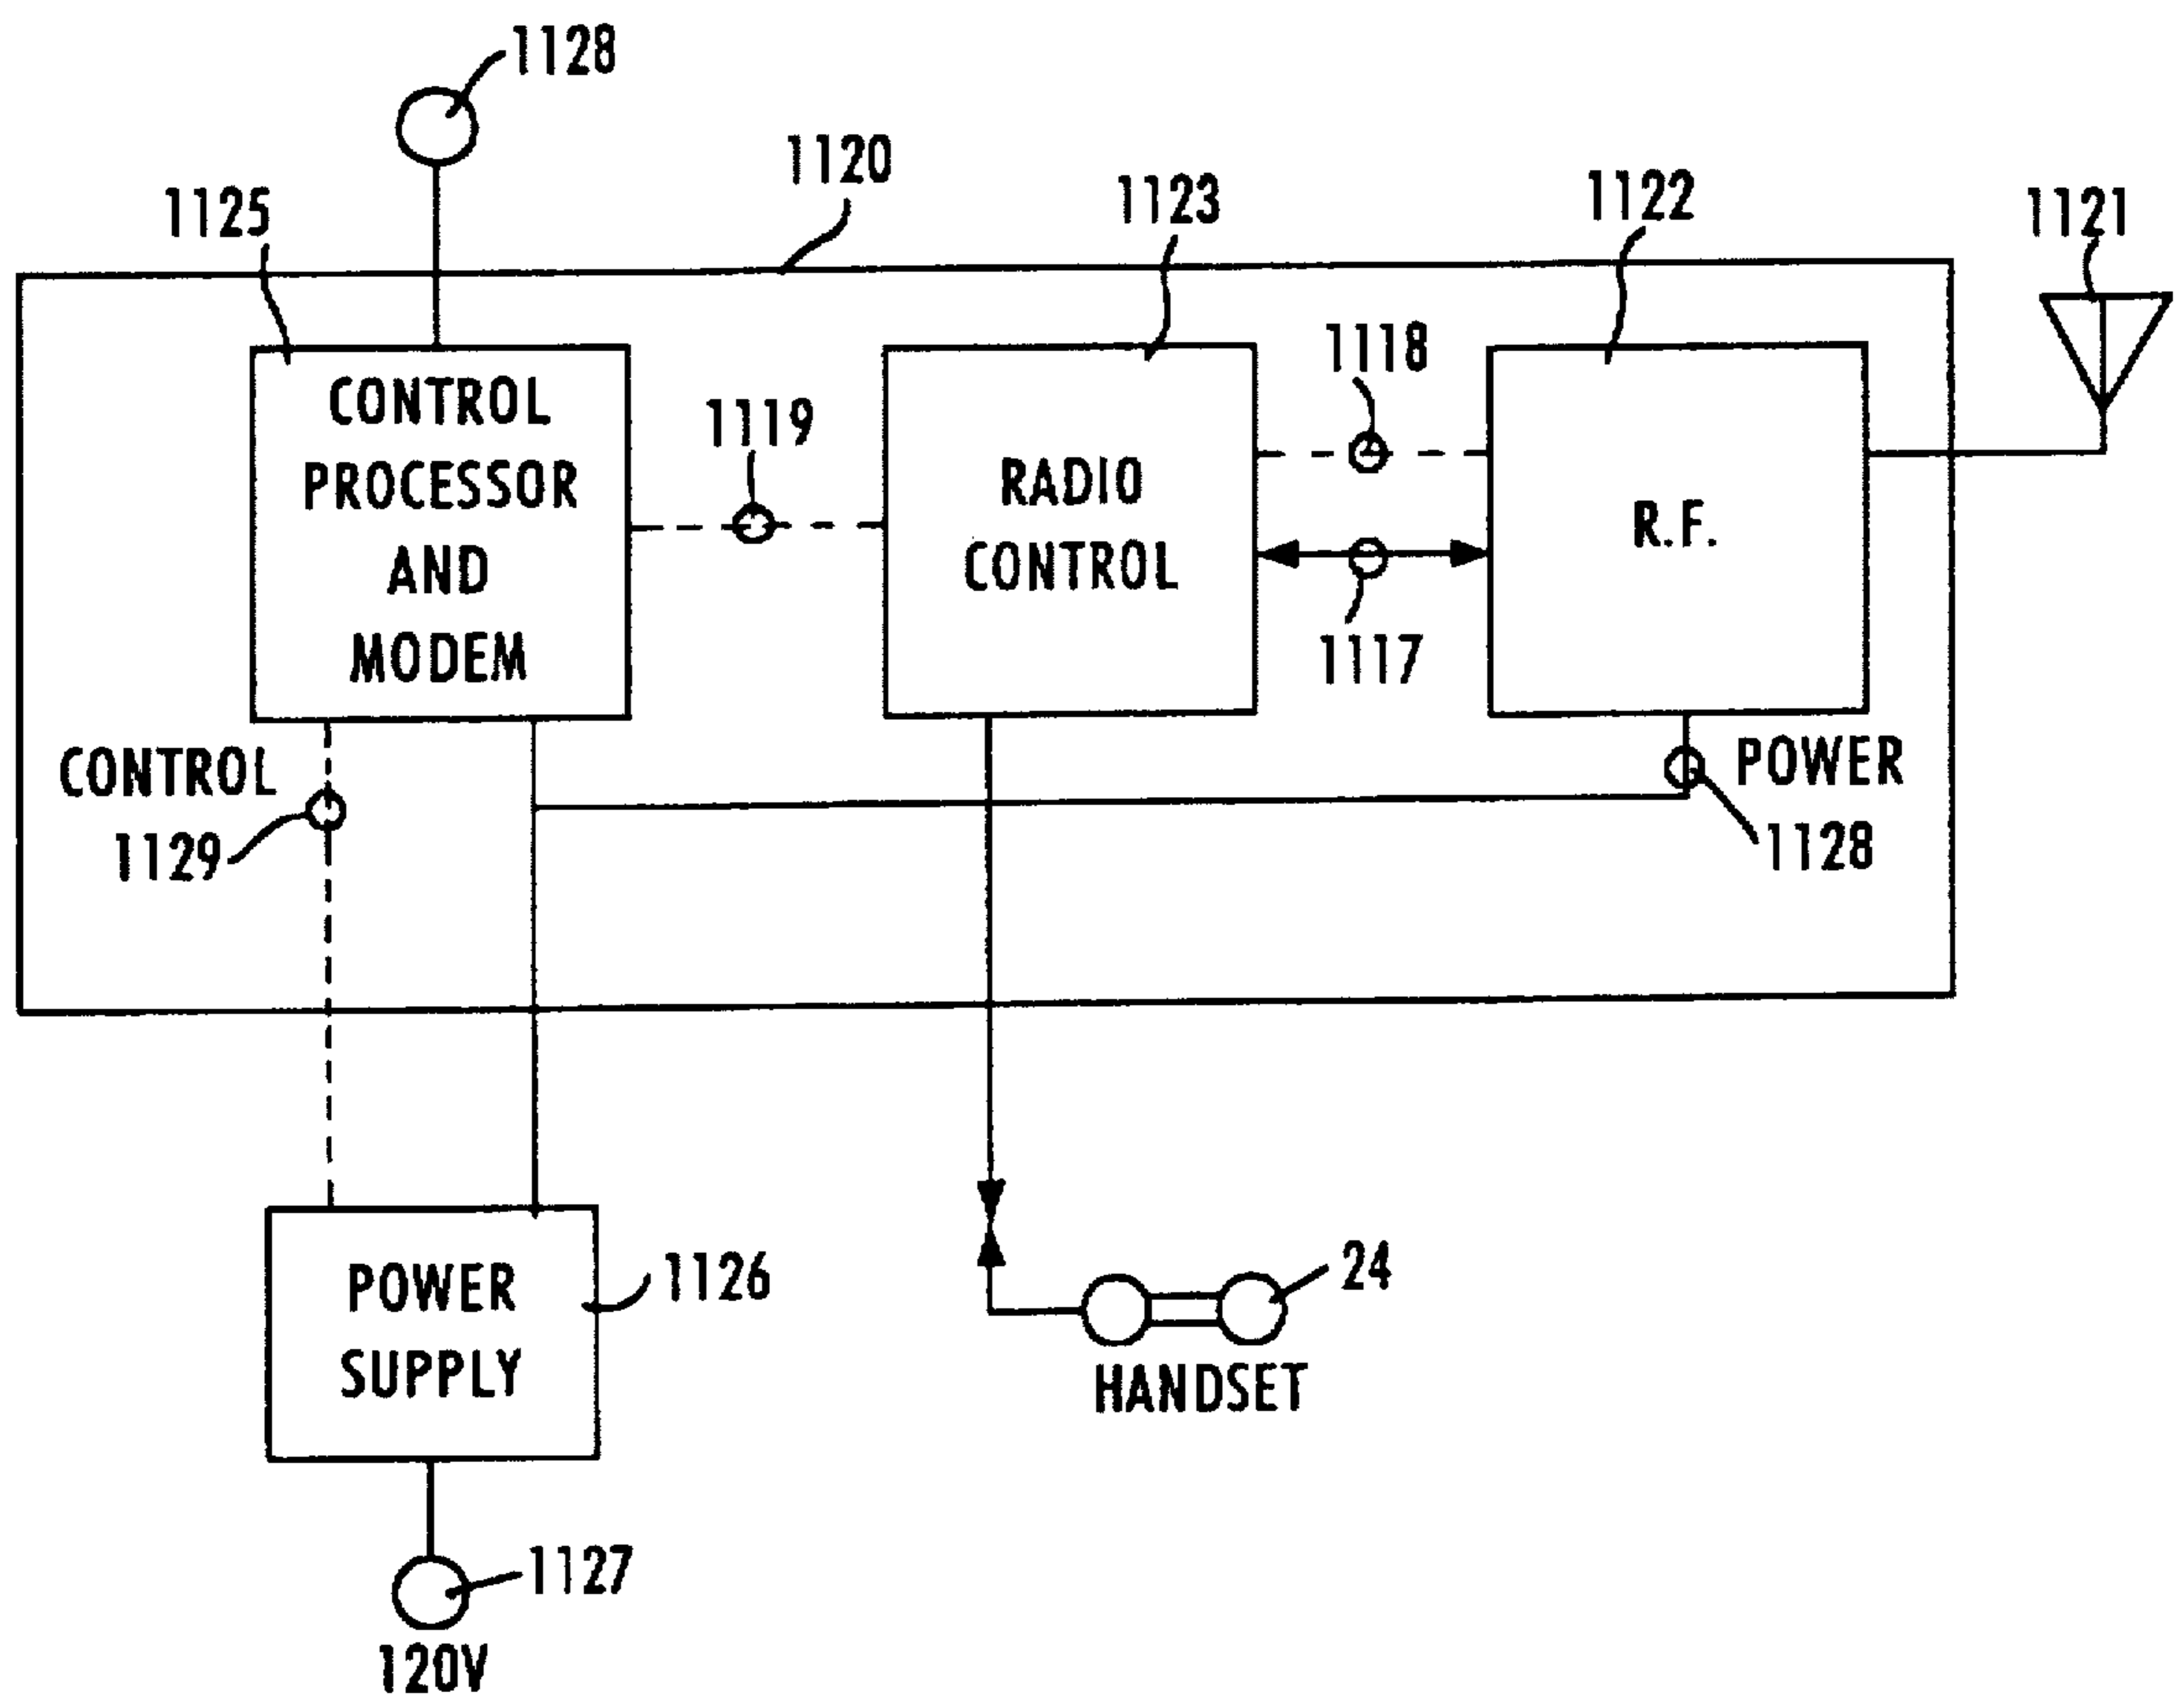 1128
1120
1125
1123
1122
1121
1118
CONTROL
PROCESSOR
AND
MODEM
1119
RADIO
CONTROL
R.F.
1117
CONTROL
1129
POWER
1128
POWER
SUPPLY
1126
24
HANDSET
1127
120V